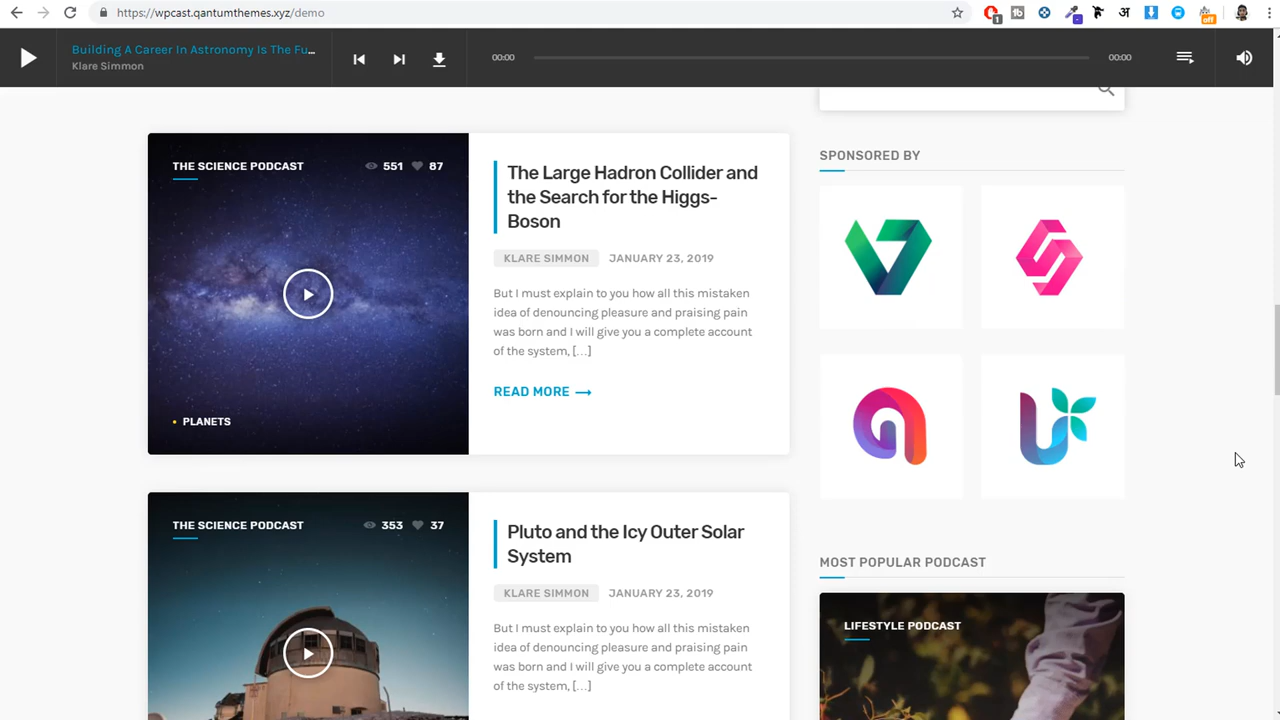 https://wpcast.qantumthemes.xyz/demo
1
अ
off
Building A Career In Astronomy Is The Fu...
Klare Simmon
00:00
00:00
THE SCIENCE PODCAST
551
87
PLANETS
The Large Hadron Collider and
the Search for the Higgs-
Boson
KLARE SIMMON
JANUARY 23, 2019
But I must explain to you how all this mistaken
idea of denouncing pleasure and praising pain
was born and I will give you a complete account
of the system, […]
READ MORE
THE SCIENCE PODCAST
353
37
Pluto and the Icy Outer Solar
System
KLARE SIMMON
JANUARY 23, 2019
But I must explain to you how all this mistaken
idea of denouncing pleasure and praising pain
was born and I will give you a complete account
of the system, […]
SPONSORED BY
MOST POPULAR PODCAST
LIFESTYLE PODCAST